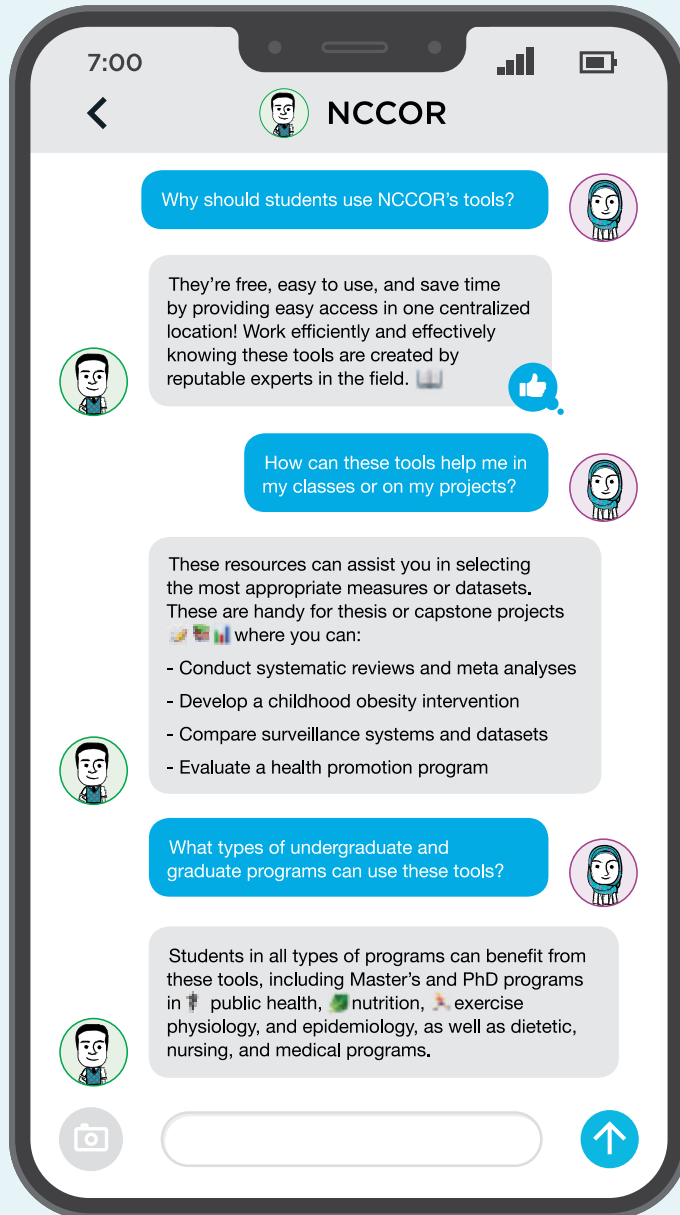 7:00
NCCOR
Why should students use NCCOR’s tools?
They’re free, easy to use, and save time
by providing easy access in one centralized
location! Work efficiently and effectively
knowing these tools are created by
reputable experts in the field.
How can these tools help me in
my classes or on my projects?
These resources can assist you in selecting
the most appropriate measures or datasets.
These are handy for thesis or capstone projects
where you can:
- Conduct systematic reviews and meta analyses
- Develop a childhood obesity intervention
- Compare surveillance systems and datasets
- Evaluate a health promotion program
What types of undergraduate and
graduate programs can use these tools?
Students in all types of programs can benefit from
these tools, including Master’s and PhD programs
in public health, nutrition, exercise
physiology, and epidemiology, as well as dietetic,
nursing, and medical programs.